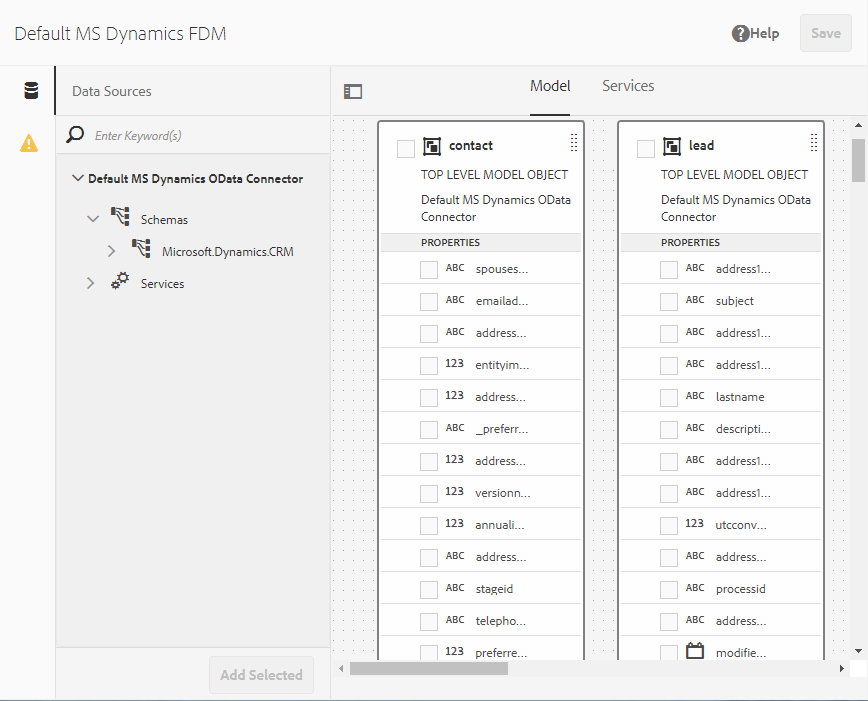 Default MS Dynamics FDM
Help
Save
Data Sources
Enter Keyword(s)
Default MS Dynamics OData Connector
Schemas
Microsoft.Dynamics.CRM
Services
Add Selected
Model
Services
contact
TOP LEVEL MODEL OBJECT
Default MS Dynamics OData
Connector
PROPERTIES
ABC spouses...
ABC emailad...
ABC address...
123 entityim...
123 address...
ABC _preferr...
123 address...
123 versionn...
123 annuali...
ABC address...
ABC stageid
ABC telepho...
123 preferre...
lead
TOP LEVEL MODEL OBJECT
Default MS Dynamics OData
Connector
PROPERTIES
ABC address1...
ABC subject
ABC address1...
ABC address1...
ABC lastname
ABC descripti...
ABC address1...
ABC address1...
123 utcconv...
ABC address...
ABC processid
ABC address...
modifie...